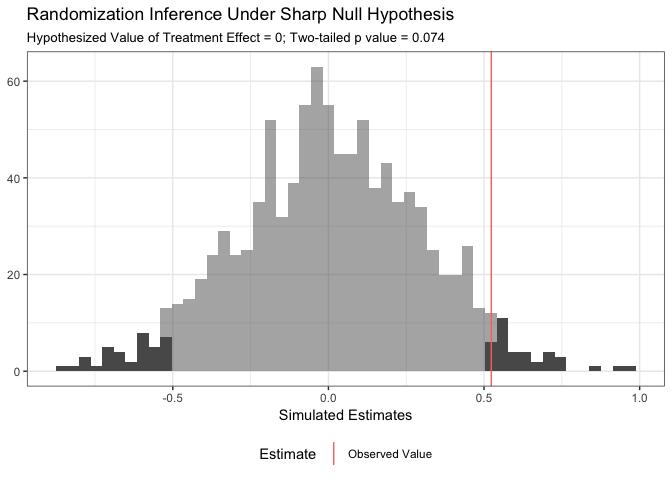 Randomization Inference Under Sharp Null Hypothesis
Hypothesized Value of Treatment Effect = 0; Two-tailed p value = 0.074
60
40
20
0
-0.5 0.0 0.5 1.0
Simulated Estimates
Estimate Observed Value